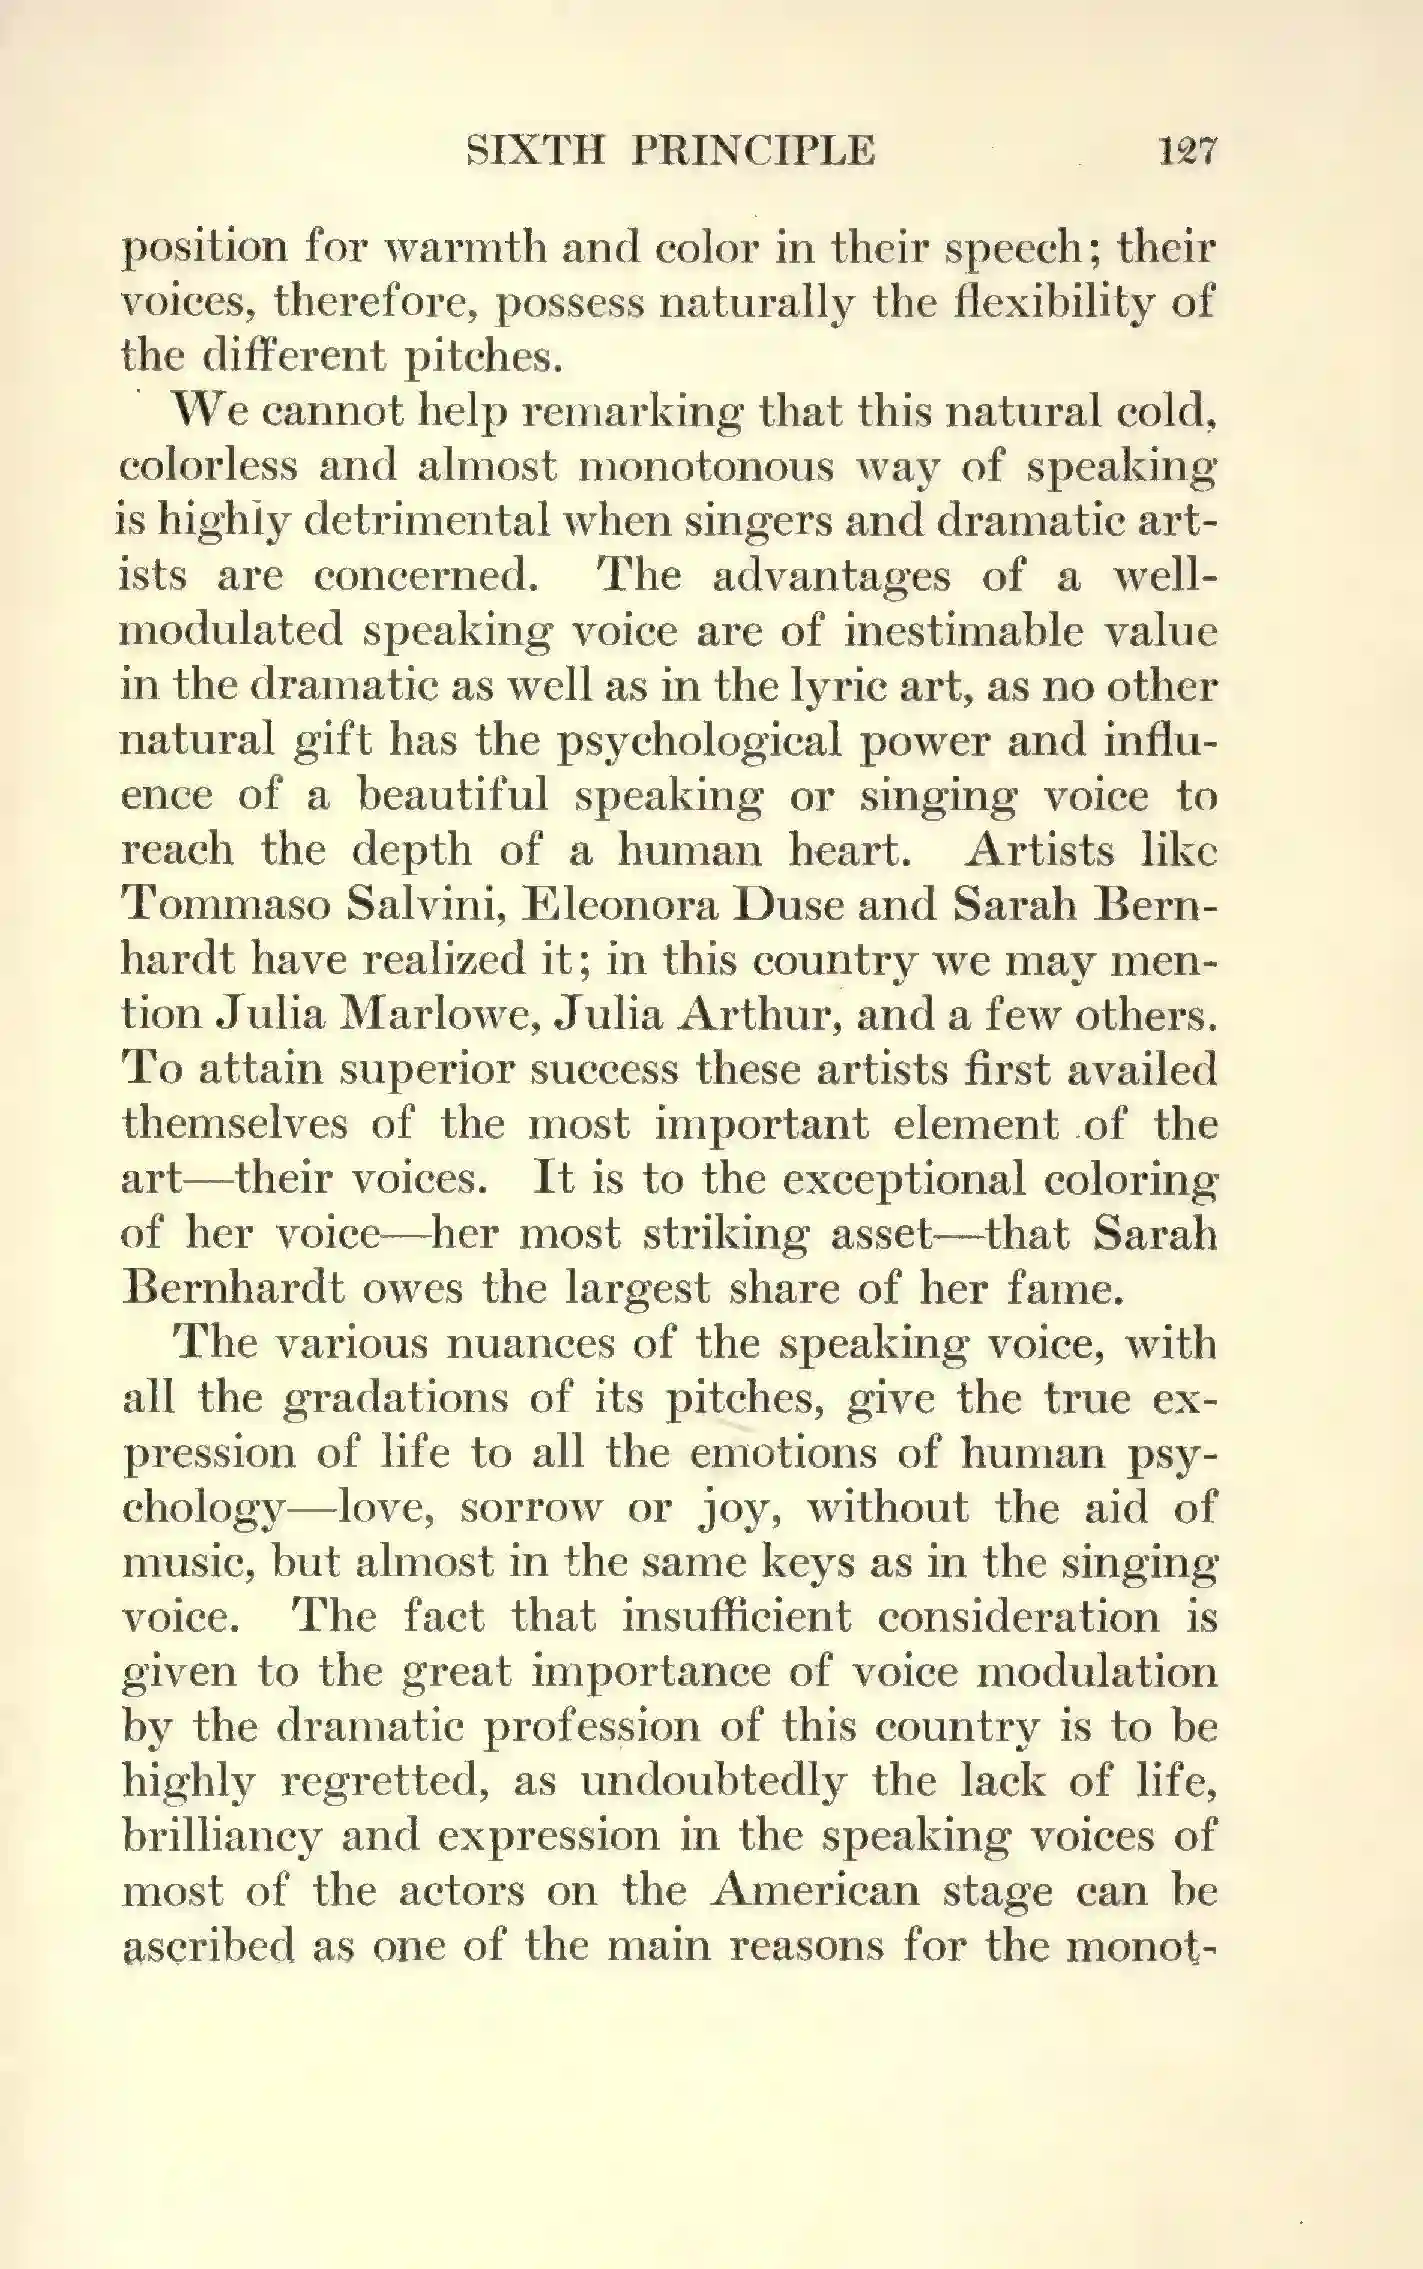 SIXTH PRINCIPLE 127
position for warmth and color in their speech; their
voices, therefore, possess naturally the flexibility of
the different pitches.
We cannot help remarking that this natural cold,
colorless and almost monotonous way of speaking
is highly detrimental when singers and dramatic art-
ists are concerned. The advantages of a well-
modulated speaking voice are of inestimable value
in the dramatic as well as in the lyric art, as no other
natural gift has the psychological power and influ-
ence of a beautiful speaking or singing voice to
reach the depth of a human heart. Artists like
Tommaso Salvini, Eleonora Duse and Sarah Bern-
hardt have realized it; in this country we may men-
tion Julia Marlowe, Julia Arthur, and a few others.
To attain superior success these artists first availed
themselves of the most important element of the
art—their voices. It is to the exceptional coloring
of her voice—her most striking asset—that Sarah
Bernhardt owes the largest share of her fame.
The various nuances of the speaking voice, with
all the gradations of its pitches, give the true ex-
pression of life to all the emotions of human psy-
chology—love, sorrow or joy, without the aid of
music, but almost in the same keys as in the singing
voice. The fact that insufficient consideration is
given to the great importance of voice modulation
by the dramatic profession of this country is to be
highly regretted, as undoubtedly the lack of life,
brilliancy and expression in the speaking voices of
most of the actors on the American stage can be
ascribed as one of the main reasons for the monot-